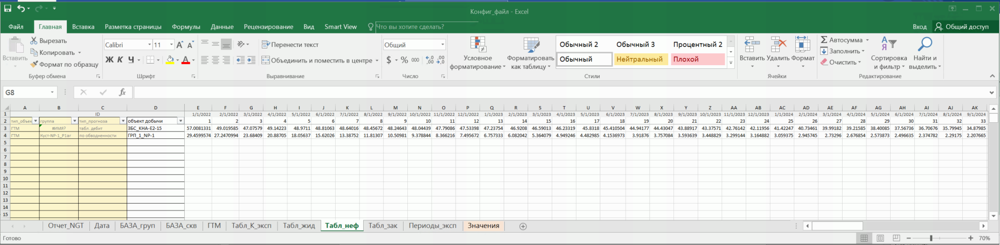 Конфиг_файл - Excel
Файл Главная Вставка Разметка страницы Формулы Данные Рецензирование Вид Smart View Что вы хотите сделать? Вход Общий доступ
Вставить
Вырезать
Копировать
Формат по образцу
Буфер обмена
Calibri 11
Ж К Ч
Шрифт
Перенести текст
Объединить и поместить в центре
Выравнивание
Общий
$ % 000
Число
Условное форматирование
Форматировать как таблицу
Обычный 2 Обычный 3 Процентный 2
Обычный Нейтральный Плохой
Стили
Вставить Удалить Формат
Ячейки
Автосумма
Заполнить
Очистить
Сортировка и фильтр
Найти и выделить
Редактирование
G8 fx
A B C D E F G H I J K L M N O P Q R S T U V W X Y Z AA AB AC AD AE AF AG AH AI AJ AK
1 ID 1/1/2022 2/1/2022 3/1/2022 4/1/2022 5/1/2022 6/1/2022 7/1/2022 8/1/2022 9/1/2022 10/1/2022 11/1/2022 12/1/2022 1/1/2023 2/1/2023 3/1/2023 4/1/2023 5/1/2023 6/1/2023 7/1/2023 8/1/2023 9/1/2023 10/1/2023 11/1/2023 12/1/2023 1/1/2024 2/1/2024 3/1/2024 4/1/2024 5/1/2024 6/1/2024 7/1/2024 8/1/2024 9/1/2024
2 тип_объек группа тип_прогноза объект добычи 1 2 3 4 5 6 7 8 9 10 11 12 13 14 15 16 17 18 19 20 21 22 23 24 25 26 27 28 29 30 31 32 33
3 ГТМ #ИМЯ? табл. дебит ЗБС_КНА-Е2-15 57.0081331 49.019585 47.07579 49.14223 48.9711 48.81063 48.64016 48.45672 48.24643 48.04439 47.79086 47.53398 47.23754 46.9208 46.59013 46.23319 45.8318 45.410504 44.94177 44.43047 43.88917 43.37571 42.76142 42.11956 41.42247 40.73461 39.99182 39.21585 38.40085 37.56736 36.70676 35.79945 34.87985
4 ГТМ Куст-NP-1_P1ar по обводненности ГРП_1_NP-1 29.4599574 27.2470994 23.68409 20.88705 18.05637 15.62026 13.38752 11.81307 10.50981 9.378844 8.366216 7.495672 6.757333 6.082042 5.364079 4.949246 4.482985 4.1536973 3.91876 3.757084 3.593639 3.448829 3.299144 3.164882 3.059375 2.945745 2.73296 2.676854 2.573873 2.496635 2.374782 2.29175 2.207665
5
6
7
8
9
10
11
12
13
14
15
Отчет_NGT Дата БАЗА_груп БАЗА_скв ГТМ Табл_К_эксп Табл_жид Табл_неф Табл_зак Периоды_эксп Значения
Готово 70%